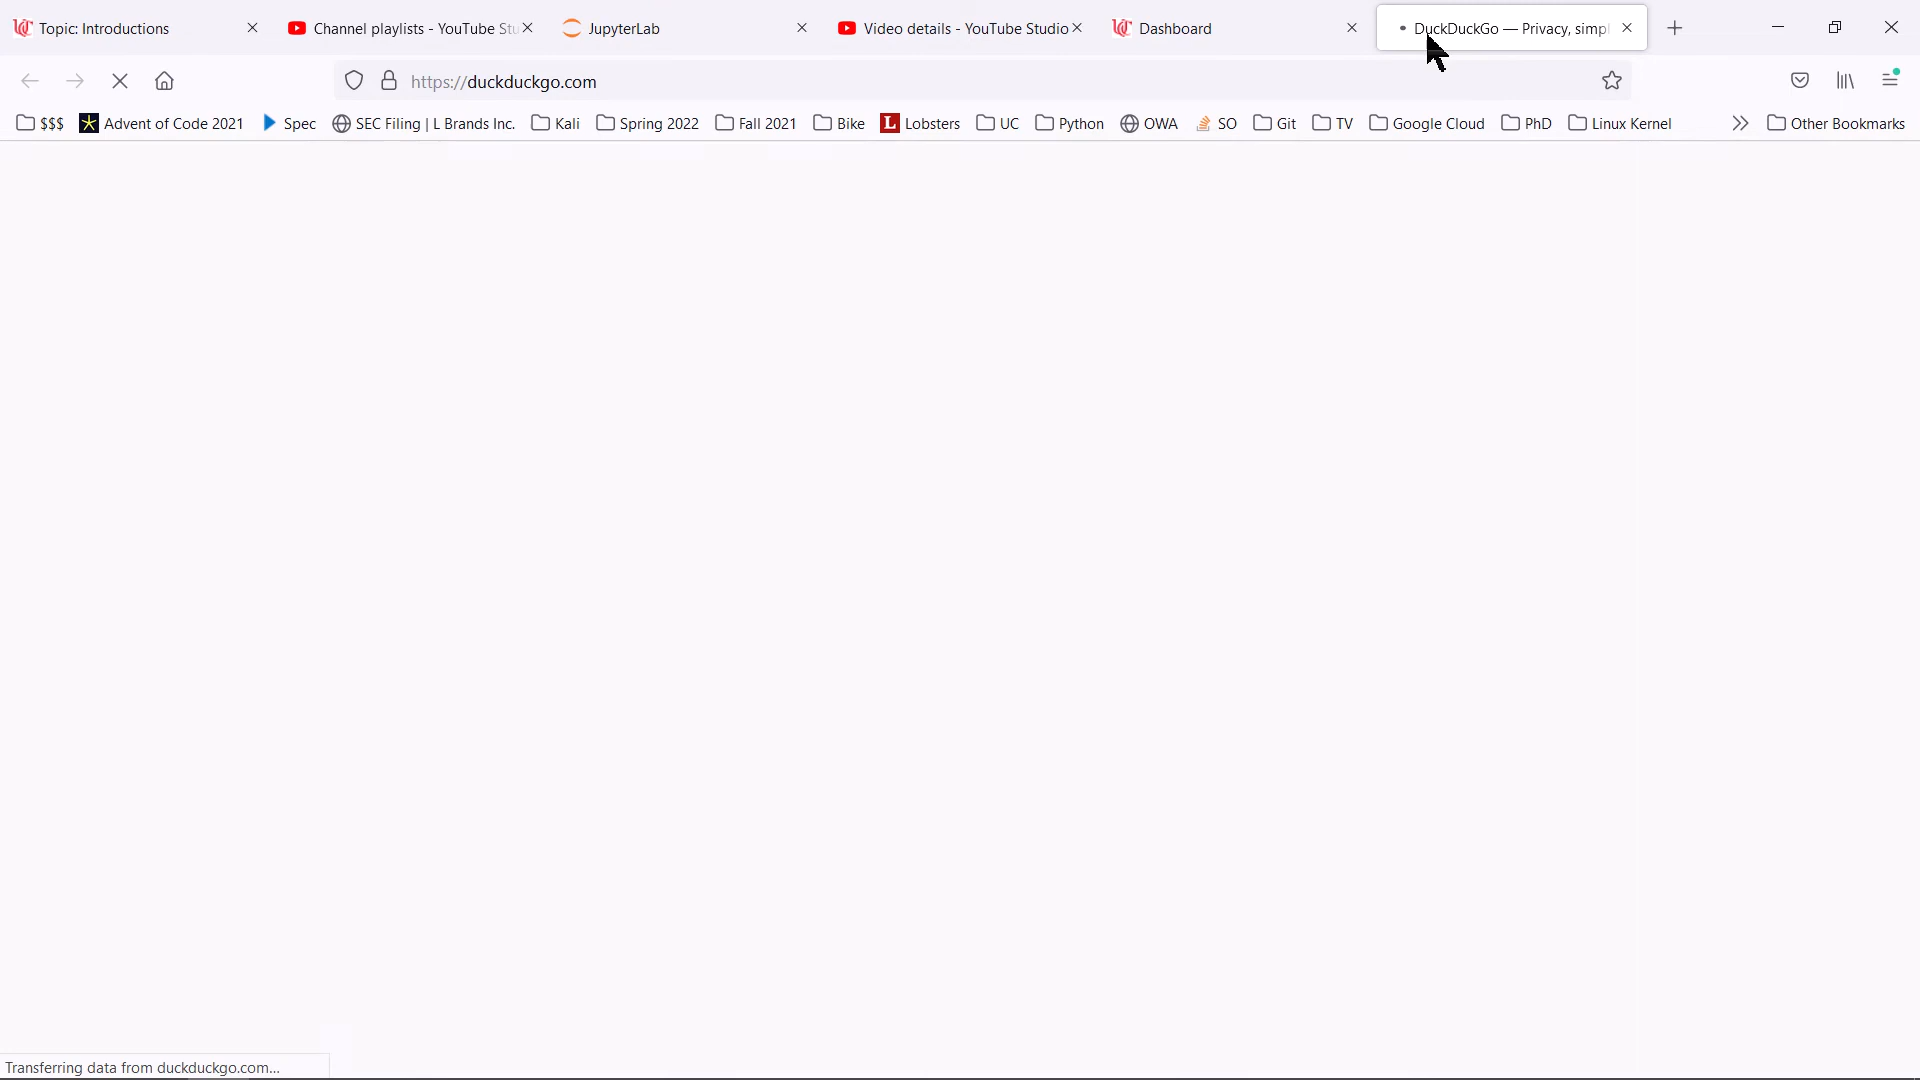 Topic: Introductions
Channel playlists - YouTube Stu
JupyterLab
Video details - YouTube Studio
Dashboard
DuckDuckGo — Privacy, simpl
https://duckduckgo.com
$$$ Advent of Code 2021 Spec SEC Filing | L Brands Inc. Kali Spring 2022 Fall 2021 Bike Lobsters UC Python OWA SO Git TV Google Cloud PhD Linux Kernel Other Bookmarks
Transferring data from duckduckgo.com...